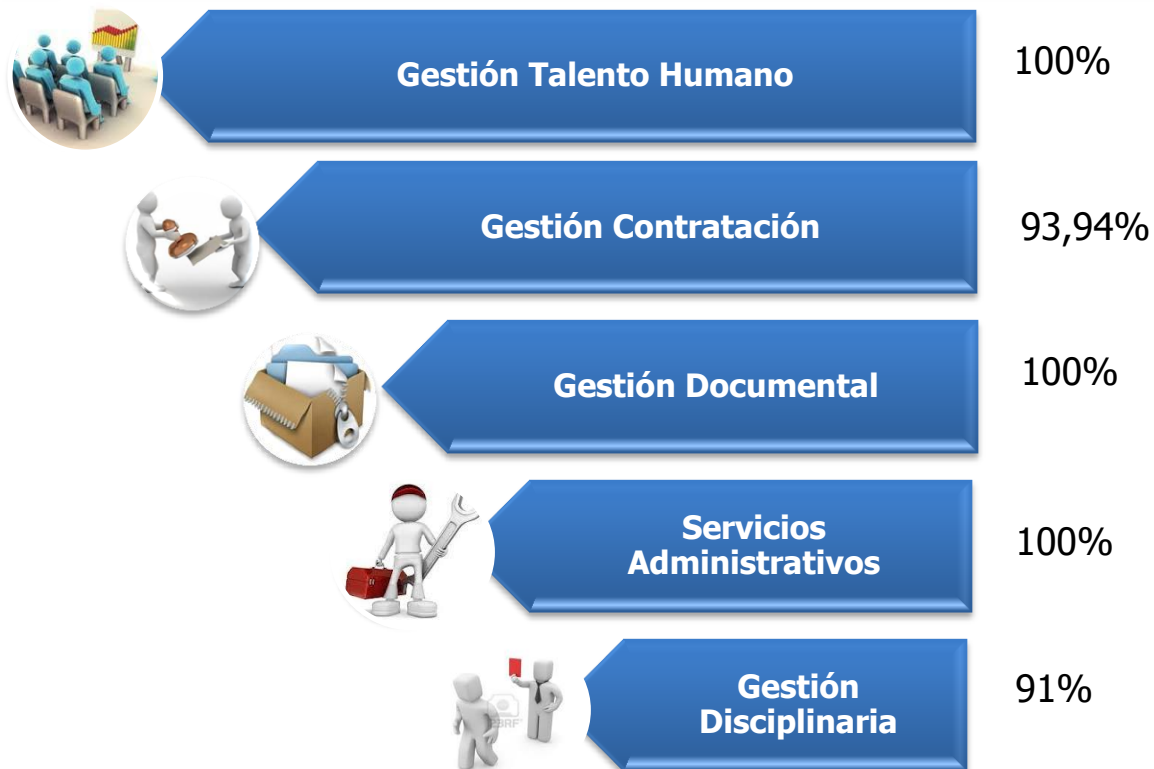 Gestión Talento Humano
100%
Gestión Contratación
93,94%
Gestión Documental
100%
Servicios
Administrativos
100%
Gestión
Disciplinaria
91%